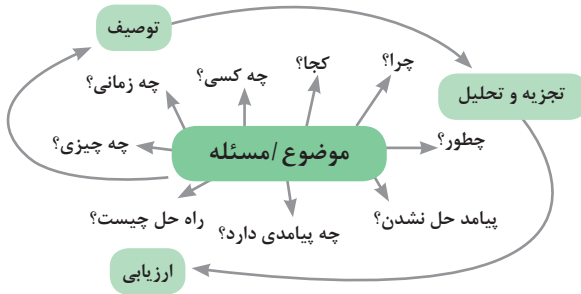 توصیف
چرا؟
کجا؟
چه کسی؟
چه زمانی؟
تجزیه و تحلیل
چطور؟
موضوع /مسئله
چه چیزی؟
پیامد حل نشدن؟
چه پیامدی دارد؟
راه حل چیست؟
ارزیابی